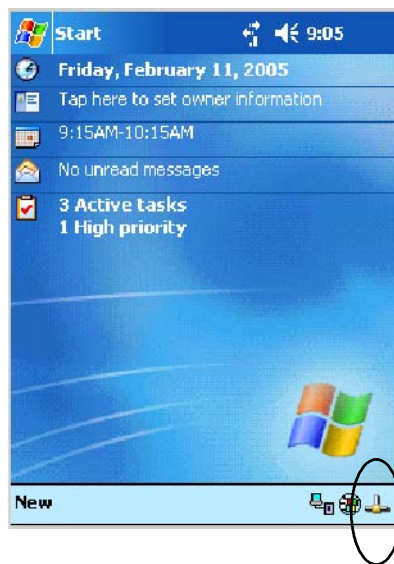 Start 9:05
Friday, February 11, 2005
Tap here to set owner information
9:15AM-10:15AM
No unread messages
3 Active tasks
1 High priority
New